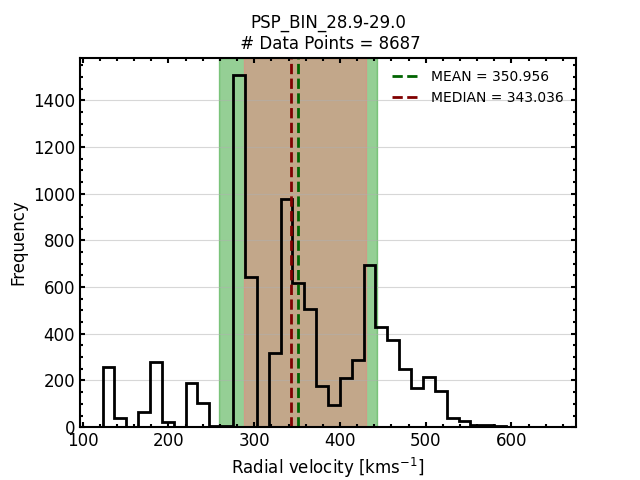 PSP_BIN_28.9-29.0
# Data Points = 8687
MEAN = 350.956
MEDIAN = 343.036
Frequency
1400
1200
1000
800
600
400
200
0
100 200 300 400 500 600
Radial velocity [kms⁻¹]